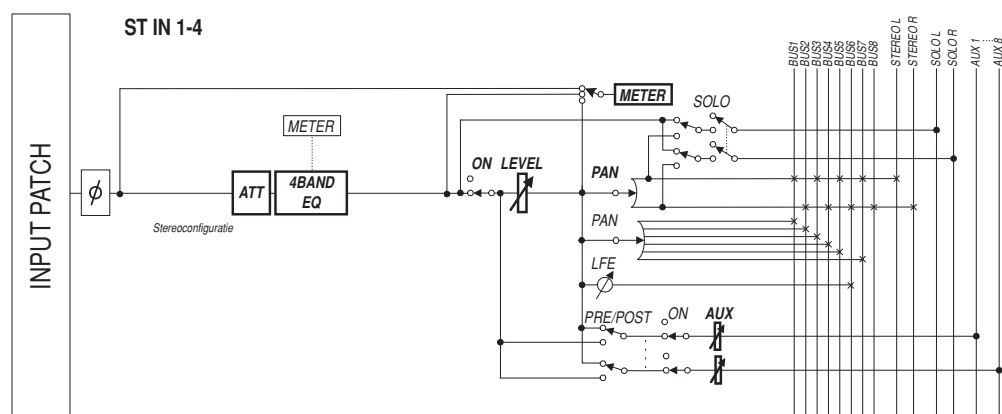 ST IN 1-4
BUS1
BUS2
BUS3
BUS4
BUS5
BUS6
BUS7
BUS8
STEREO L
STEREO R
SOLO L
SOLO R
AUX 1
AUX 8
METER
SOLO
METER
INPUT PATCH
ϕ
ATT
4BAND
EQ
ON LEVEL
PAN
Stereoconfiguratie
PAN
LFE
PRE/POST ON AUX